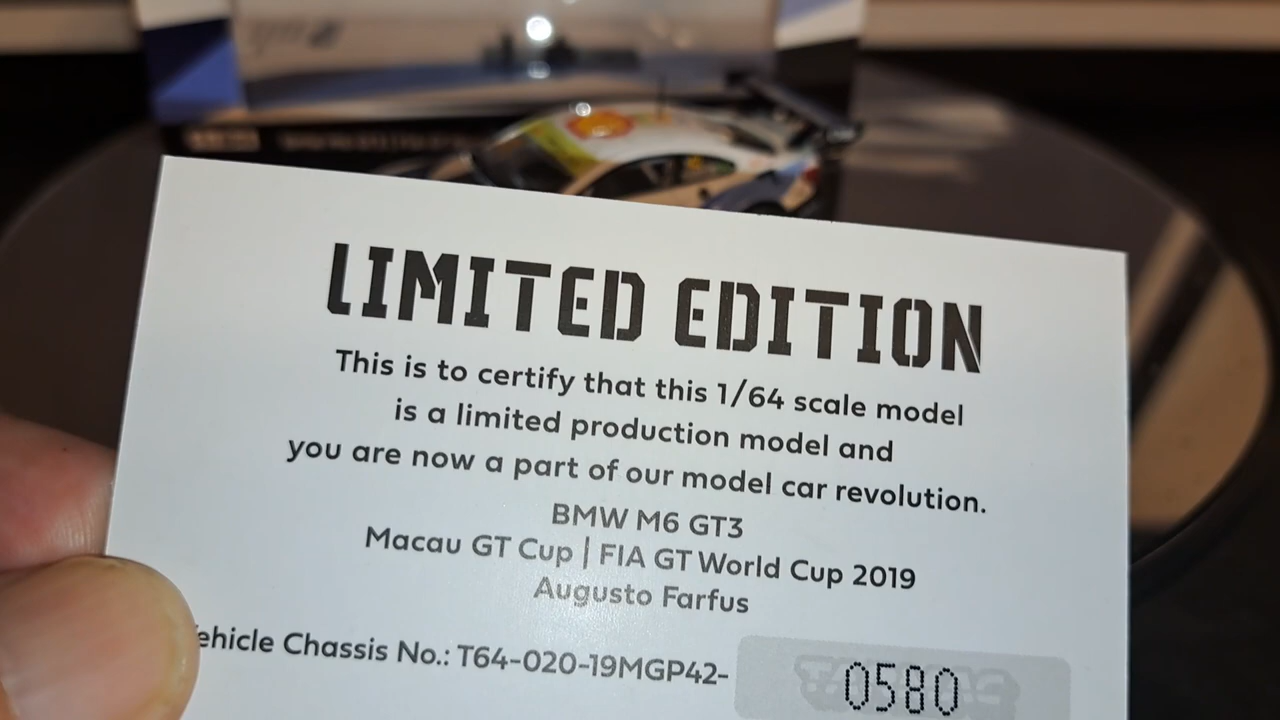 LIMITED EDITION
This is to certify that this 1/64 scale model
is a limited production model and
you are now a part of our model car revolution.
BMW M6 GT3
Macau GT Cup | FIA GT World Cup 2019
Augusto Farfus
ehicle Chassis No.: T64-020-19MGP42-
0580